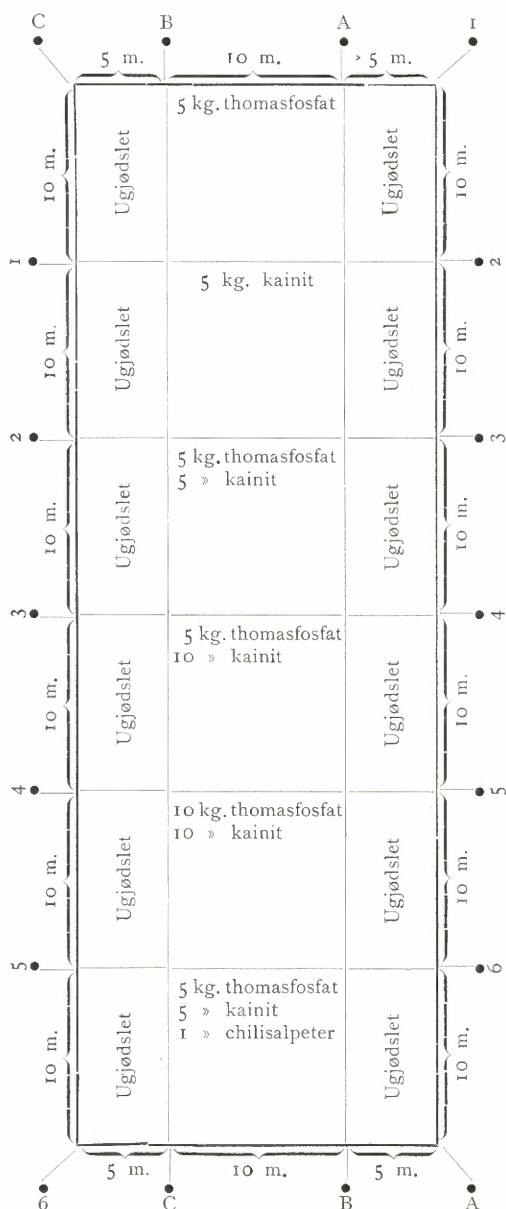 C B A 1
5 m. 10 m. 5 m.
5 kg. thomasfosfat
10 m. Ugjødslet Ugjødslet 10 m.
1 2
5 kg. kainit
10 m. Ugjødslet Ugjødslet 10 m.
2 3
5 kg. thomasfosfat
5 » kainit
10 m. Ugjødslet Ugjødslet 10 m.
3 4
5 kg. thomasfosfat
10 » kainit
10 m. Ugjødslet Ugjødslet 10 m.
4 5
10 kg. thomasfosfat
10 » kainit
10 m. Ugjødslet Ugjødslet 10 m.
5 6
5 kg. thomasfosfat
5 » kainit
1 » chilisalpeter
10 m. Ugjødslet Ugjødslet 10 m.
5 m. 10 m. 5 m.
6 C B A